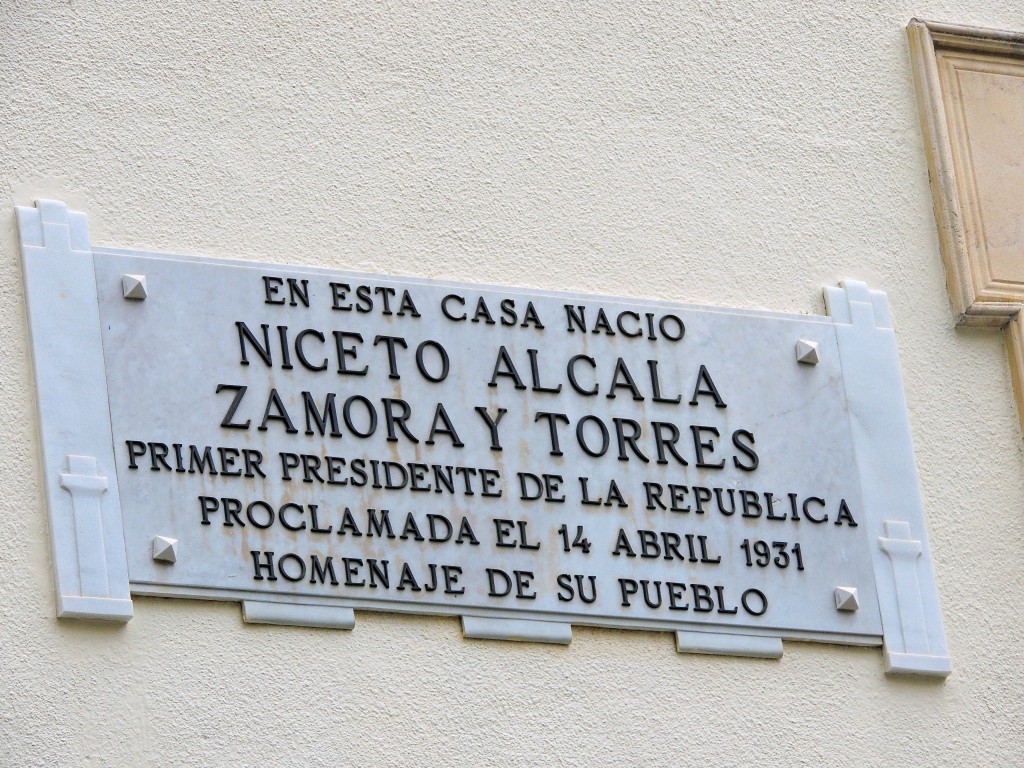 EN ESTA CASA NACIO
NICETO ALCALA
ZAMORA Y TORRES
PRIMER PRESIDENTE DE LA REPUBLICA
PROCLAMADA EL 14 ABRIL 1931
HOMENAJE DE SU PUEBLO